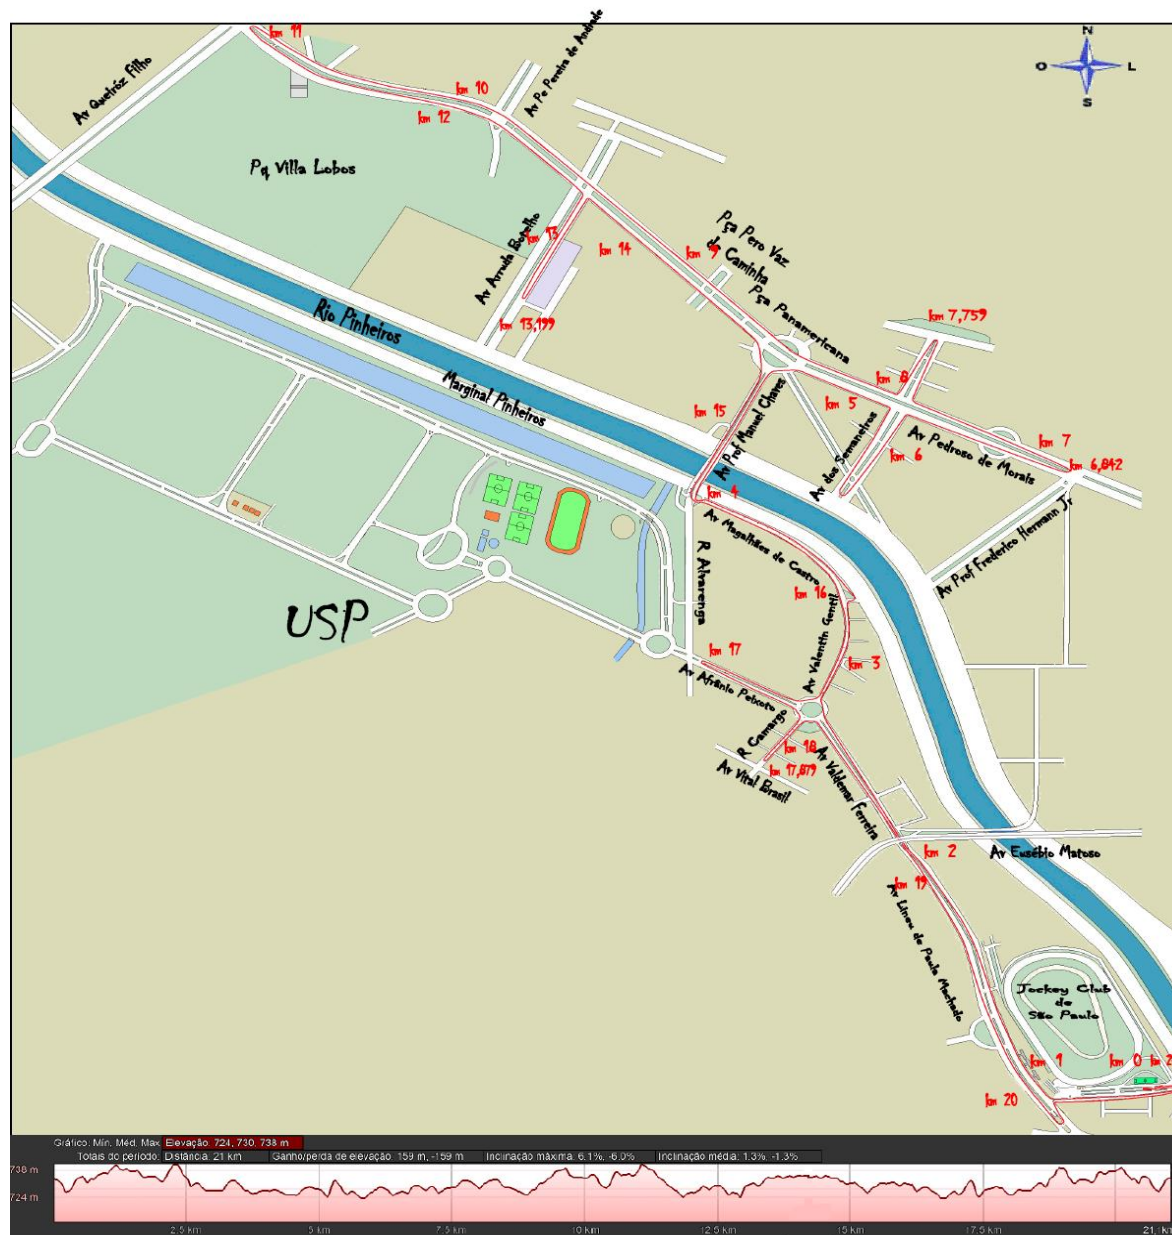 km 11
Av Queiróz Filho
km 10
km 12
Av Pe Pereira de Andrade
N
O
L
S
Pq Villa Lobos
Av Arruda Botelho
km 13
km 14
km 9
Pça Pero Vaz
de Caminha
Pça Panamericana
km 13,199
km 7,759
Rio Pinheiros
Marginal Pinheiros
km 8
km 5
km 15
Av Prof Manuel Chaves
Av dos Semaneiros
km 6
Av Pedroso de Morais
km 7
km 6,842
km 4
Av Magalhães de Castro
R Alvarenga
Av Prof Frederico Hermann Jr
USP
km 16
Av Valentin Gentil
km 17
km 3
Av Afrânio Peixoto
R Camargo
km 18
km 17,879
Av Vital Brasil
Av Valdemar Ferreira
km 2
Av Eusébio Matoso
km 19
Av Lineu de Paula Machado
Jockey Club
de
São Paulo
km 1
km 0
km 2
km 20
Gráfico: Mín, Méd, Max Elevação: 724, 730, 738 m
Totais do período: Distância: 21 km Ganho/perda de elevação: 159 m, -159 m Inclinação máxima: 6.1%, -6.0% Inclinação média: 1.3%, -1.3%
738 m
724 m
2,5 km
5 km
7,5 km
10 km
12,5 km
15 km
17,5 km
21,1 km